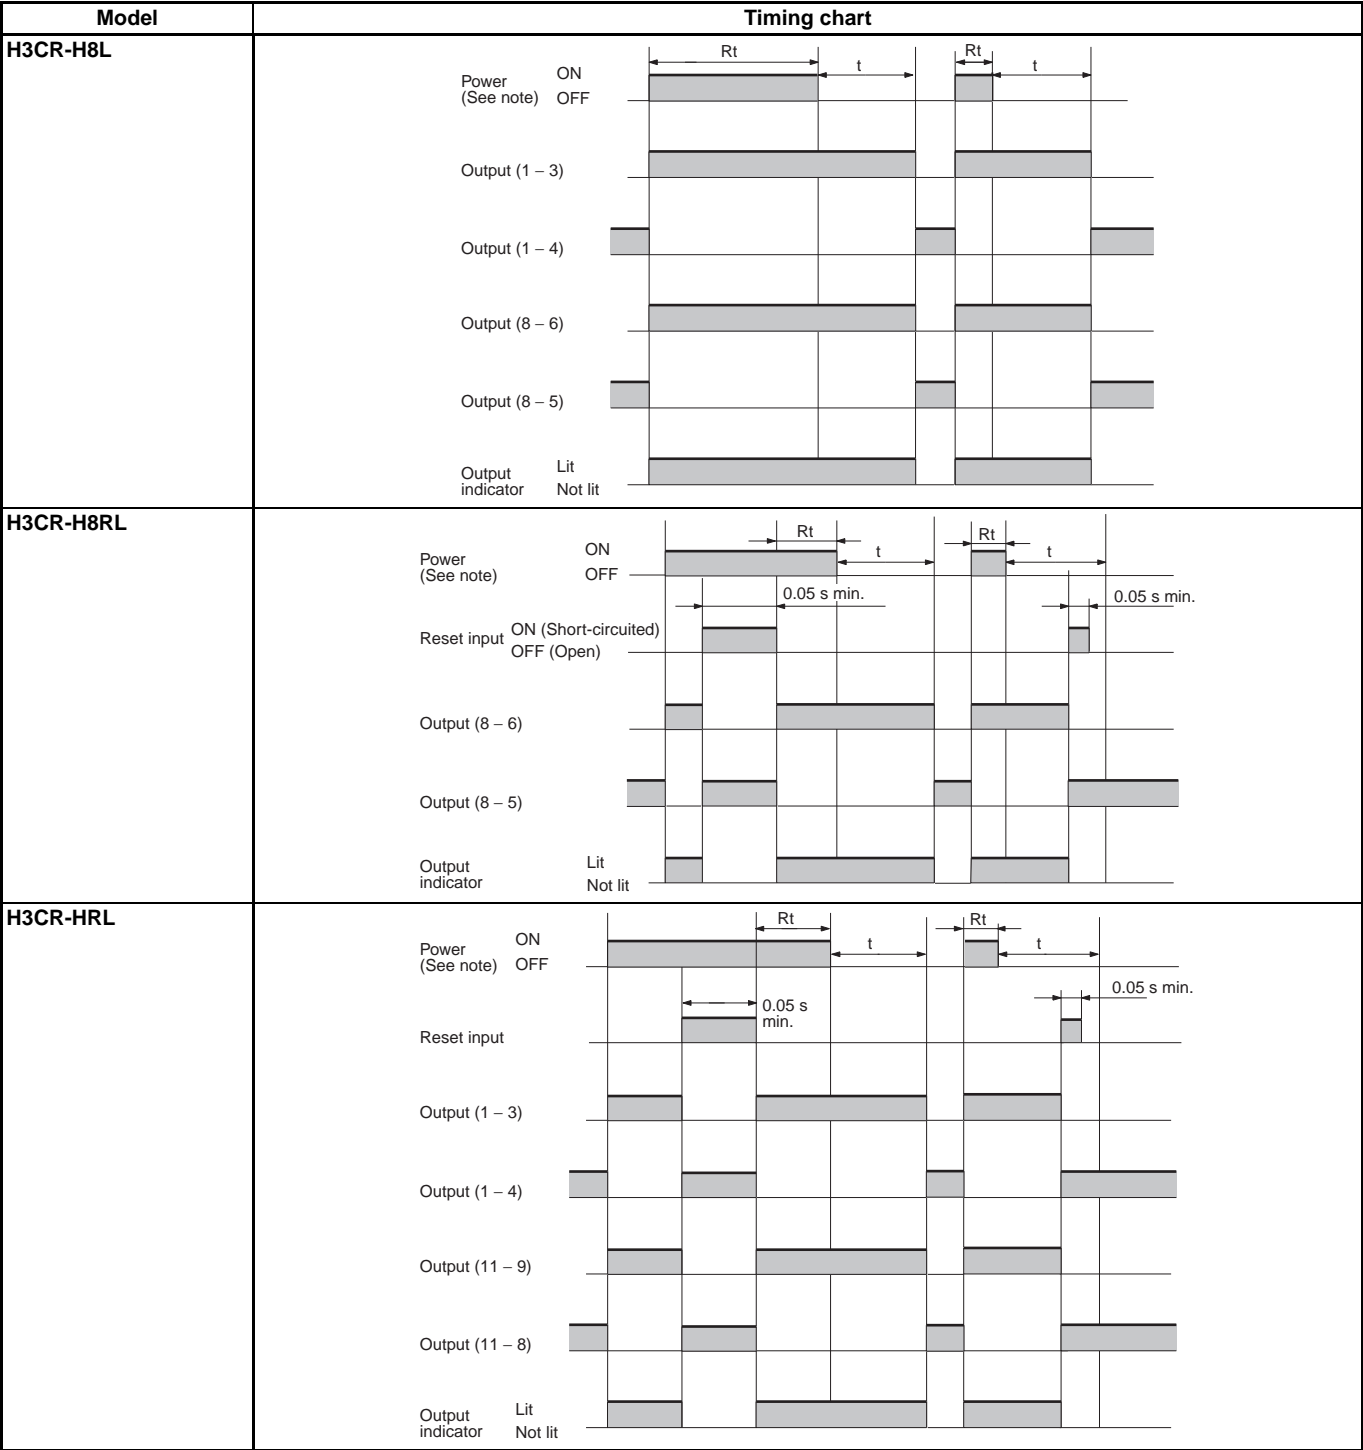 Model Timing chart
H3CR-H8L
Rt Rt
t t
Power ON
(See note) OFF
Output (1 – 3)
Output (1 – 4)
Output (8 – 6)
Output (8 – 5)
Output Lit
indicator Not lit
H3CR-H8RL
Rt Rt
t t
Power ON
(See note) OFF
0.05 s min. 0.05 s min.
Reset input ON (Short-circuited)
OFF (Open)
Output (8 – 6)
Output (8 – 5)
Output Lit
indicator Not lit
H3CR-HRL
Rt Rt
t t
Power ON
(See note) OFF
0.05 s min.
0.05 s
min.
Reset input
Output (1 – 3)
Output (1 – 4)
Output (11 – 9)
Output (11 – 8)
Output Lit
indicator Not lit